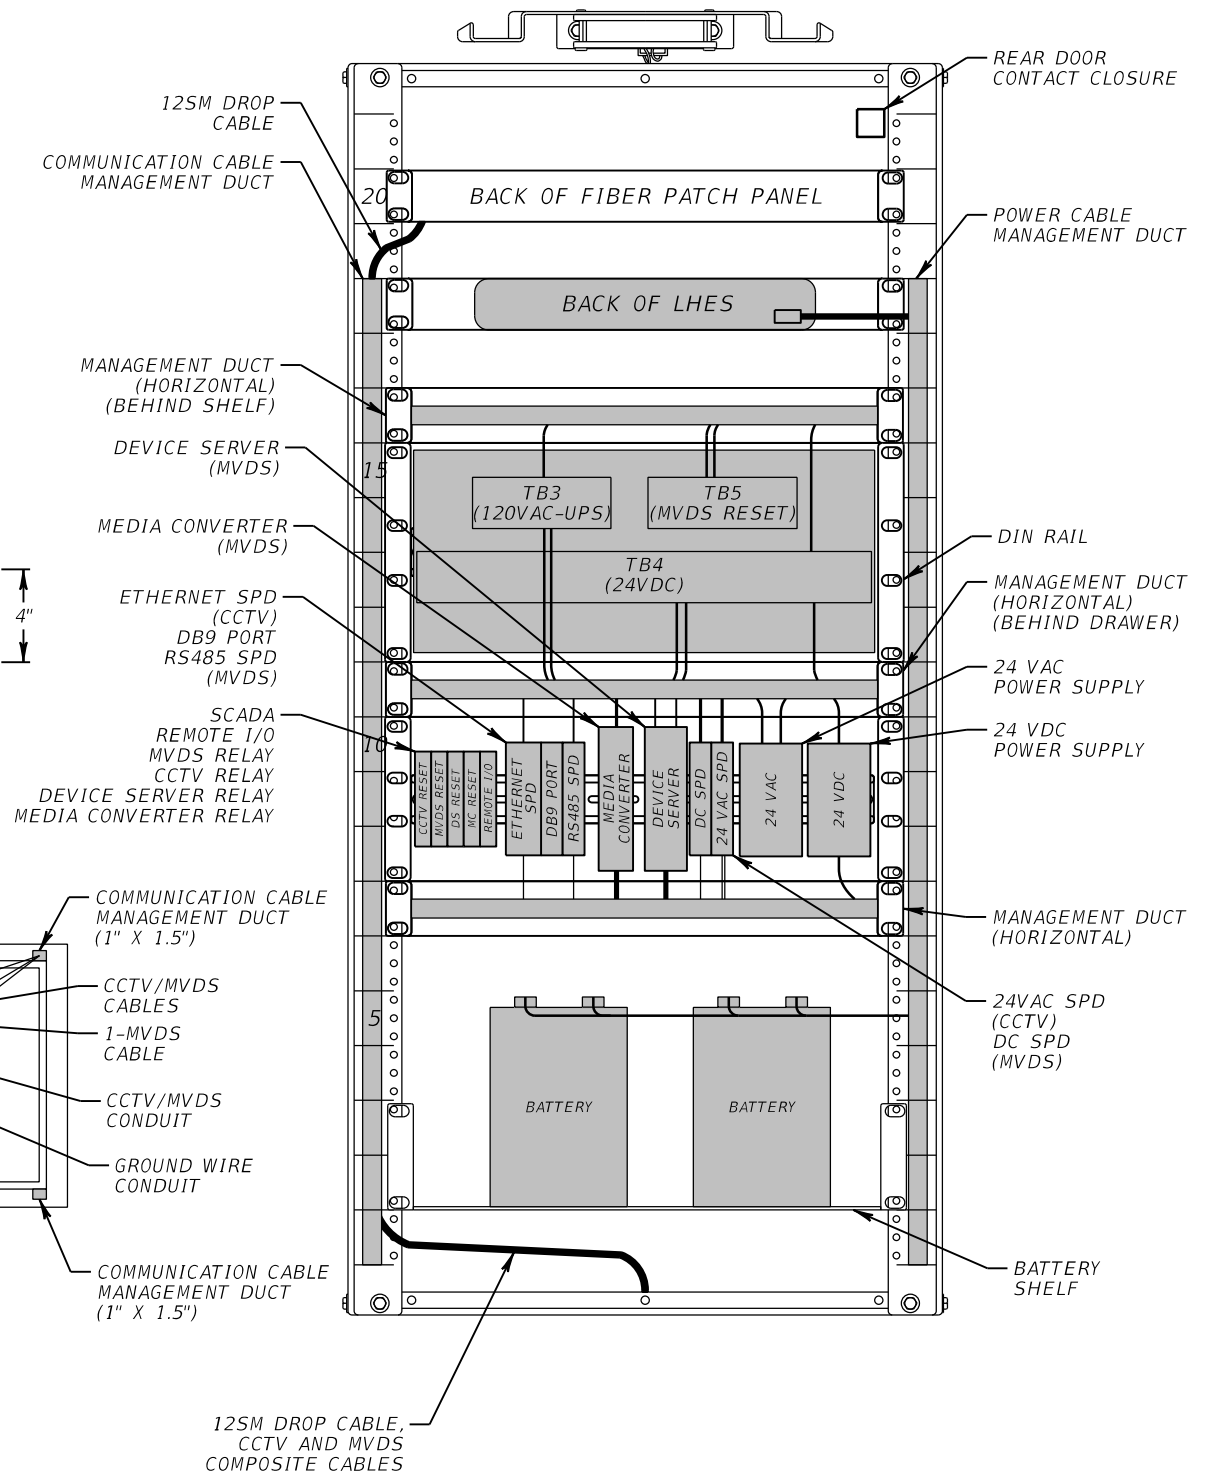 REAR DOOR
CONTACT CLOSURE
12SM DROP
CABLE
COMMUNICATION CABLE
MANAGEMENT DUCT
20
BACK OF FIBER PATCH PANEL
POWER CABLE
MANAGEMENT DUCT
BACK OF LHES
MANAGEMENT DUCT
(HORIZONTAL)
(BEHIND SHELF)
DEVICE SERVER
(MVDS)
15
TB3
(120VAC-UPS)
TB5
(MVDS RESET)
MEDIA CONVERTER
(MVDS)
DIN RAIL
TB4
(24VDC)
MANAGEMENT DUCT
(HORIZONTAL)
(BEHIND DRAWER)
4"
ETHERNET SPD
(CCTV)
DB9 PORT
RS485 SPD
(MVDS)
24 VAC
POWER SUPPLY
SCADA
REMOTE I/O
MVDS RELAY
CCTV RELAY
DEVICE SERVER RELAY
MEDIA CONVERTER RELAY
24 VDC
POWER SUPPLY
10
CCTV RESET
MVDS RESET
DS RESET
MC RESET
REMOTE I/O
ETHERNET
SPD
DB9 PORT
RS485 SPD
MEDIA
CONVERTER
DEVICE
SERVER
DC SPD
24 VAC SPD
24 VAC
24 VDC
COMMUNICATION CABLE
MANAGEMENT DUCT
(1" X 1.5")
MANAGEMENT DUCT
(HORIZONTAL)
CCTV/MVDS
CABLES
1-MVDS
CABLE
5
24VAC SPD
(CCTV)
DC SPD
(MVDS)
CCTV/MVDS
CONDUIT
BATTERY
BATTERY
GROUND WIRE
CONDUIT
COMMUNICATION CABLE
MANAGEMENT DUCT
(1" X 1.5")
BATTERY
SHELF
12SM DROP CABLE,
CCTV AND MVDS
COMPOSITE CABLES